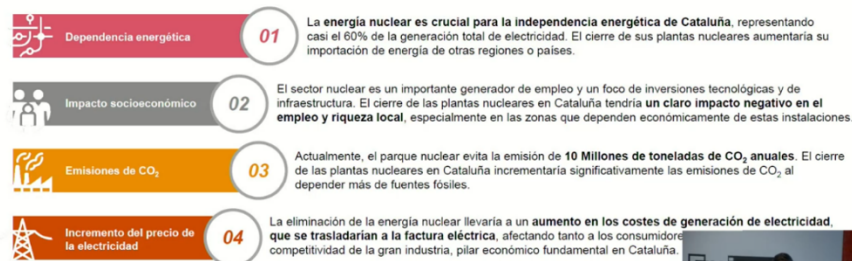 Dependencia energética
01
La energía nuclear es crucial para la independencia energética de Cataluña, representando
casi el 60% de la generación total de electricidad. El cierre de sus plantas nucleares aumentaría su
importación de energía de otras regiones o países.
Impacto socioeconómico
02
El sector nuclear es un importante generador de empleo y un foco de inversiones tecnológicas y de
infraestructura. El cierre de las plantas nucleares en Cataluña tendría un claro impacto negativo en el
empleo y riqueza local, especialmente en las zonas que dependen económicamente de estas instalaciones.
Emisiones de CO₂
03
Actualmente, el parque nuclear evita la emisión de 10 Millones de toneladas de CO₂ anuales. El cierre
de las plantas nucleares en Cataluña incrementaría significativamente las emisiones de CO₂ al
depender más de fuentes fósiles.
Incremento del precio de
la electricidad
04
La eliminación de la energía nuclear llevaría a un aumento en los costes de generación de electricidad,
que se trasladarían a la factura eléctrica, afectando tanto a los consumidore
competitividad de la gran industria, pilar económico fundamental en Cataluña.